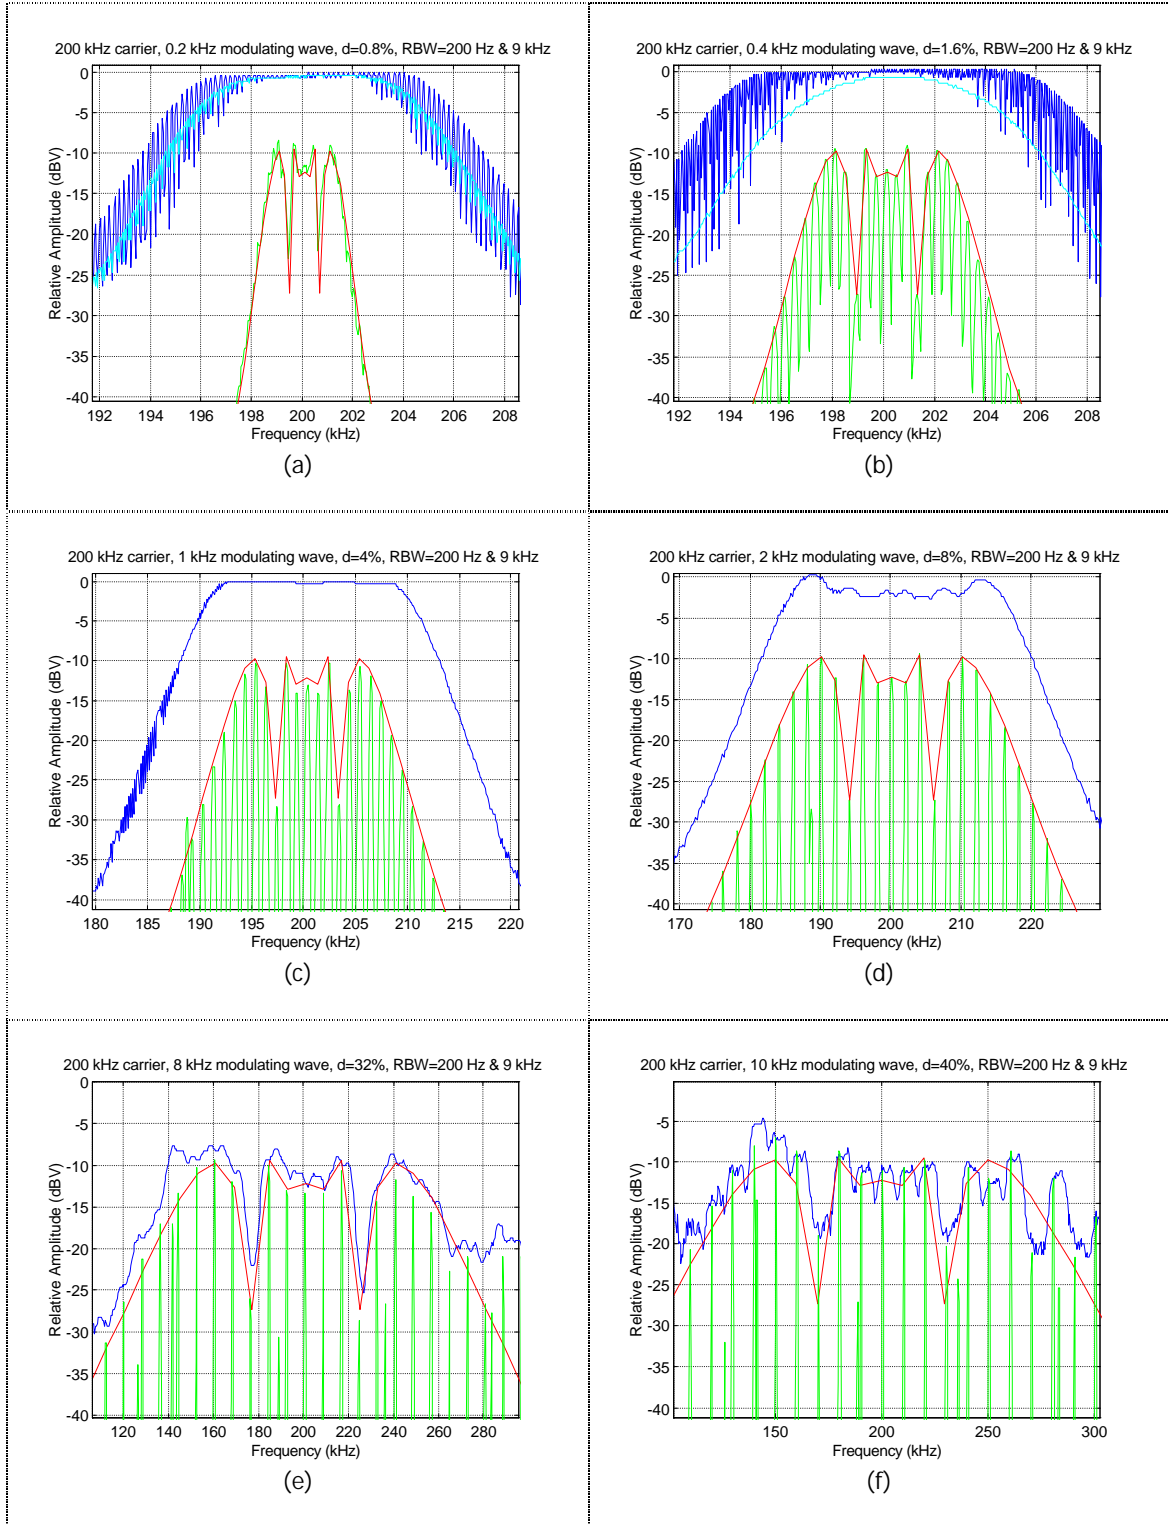 200 kHz carrier, 0.2 kHz modulating wave, d=0.8%, RBW=200 Hz & 9 kHz
0
-5
-10
-15
-20
-25
-30
-35
-40
Relative Amplitude (dBV)
192 194 196 198 200 202 204 206 208
Frequency (kHz)
(a)
200 kHz carrier, 0.4 kHz modulating wave, d=1.6%, RBW=200 Hz & 9 kHz
0
-5
-10
-15
-20
-25
-30
-35
-40
Relative Amplitude (dBV)
192 194 196 198 200 202 204 206 208
Frequency (kHz)
(b)
200 kHz carrier, 1 kHz modulating wave, d=4%, RBW=200 Hz & 9 kHz
0
-5
-10
-15
-20
-25
-30
-35
-40
Relative Amplitude (dBV)
180 185 190 195 200 205 210 215 220
Frequency (kHz)
(c)
200 kHz carrier, 2 kHz modulating wave, d=8%, RBW=200 Hz & 9 kHz
0
-5
-10
-15
-20
-25
-30
-35
-40
Relative Amplitude (dBV)
170 180 190 200 210 220
Frequency (kHz)
(d)
200 kHz carrier, 8 kHz modulating wave, d=32%, RBW=200 Hz & 9 kHz
0
-5
-10
-15
-20
-25
-30
-35
-40
Relative Amplitude (dBV)
120 140 160 180 200 220 240 260 280
Frequency (kHz)
(e)
200 kHz carrier, 10 kHz modulating wave, d=40%, RBW=200 Hz & 9 kHz
-5
-10
-15
-20
-25
-30
-35
-40
Relative Amplitude (dBV)
150 200 250 300
Frequency (kHz)
(f)